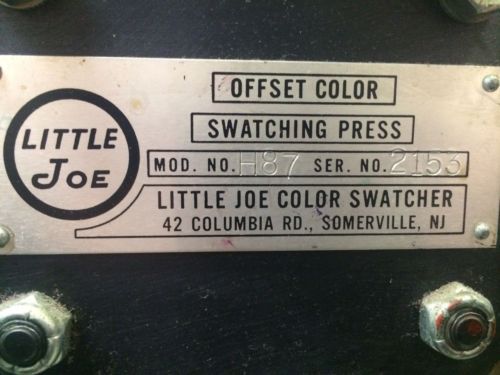 LITTLE
JOE
OFFSET COLOR
SWATCHING PRESS
MOD. NO. H87 SER. NO. 2153
LITTLE JOE COLOR SWATCHER
42 COLUMBIA RD., SOMERVILLE, NJ